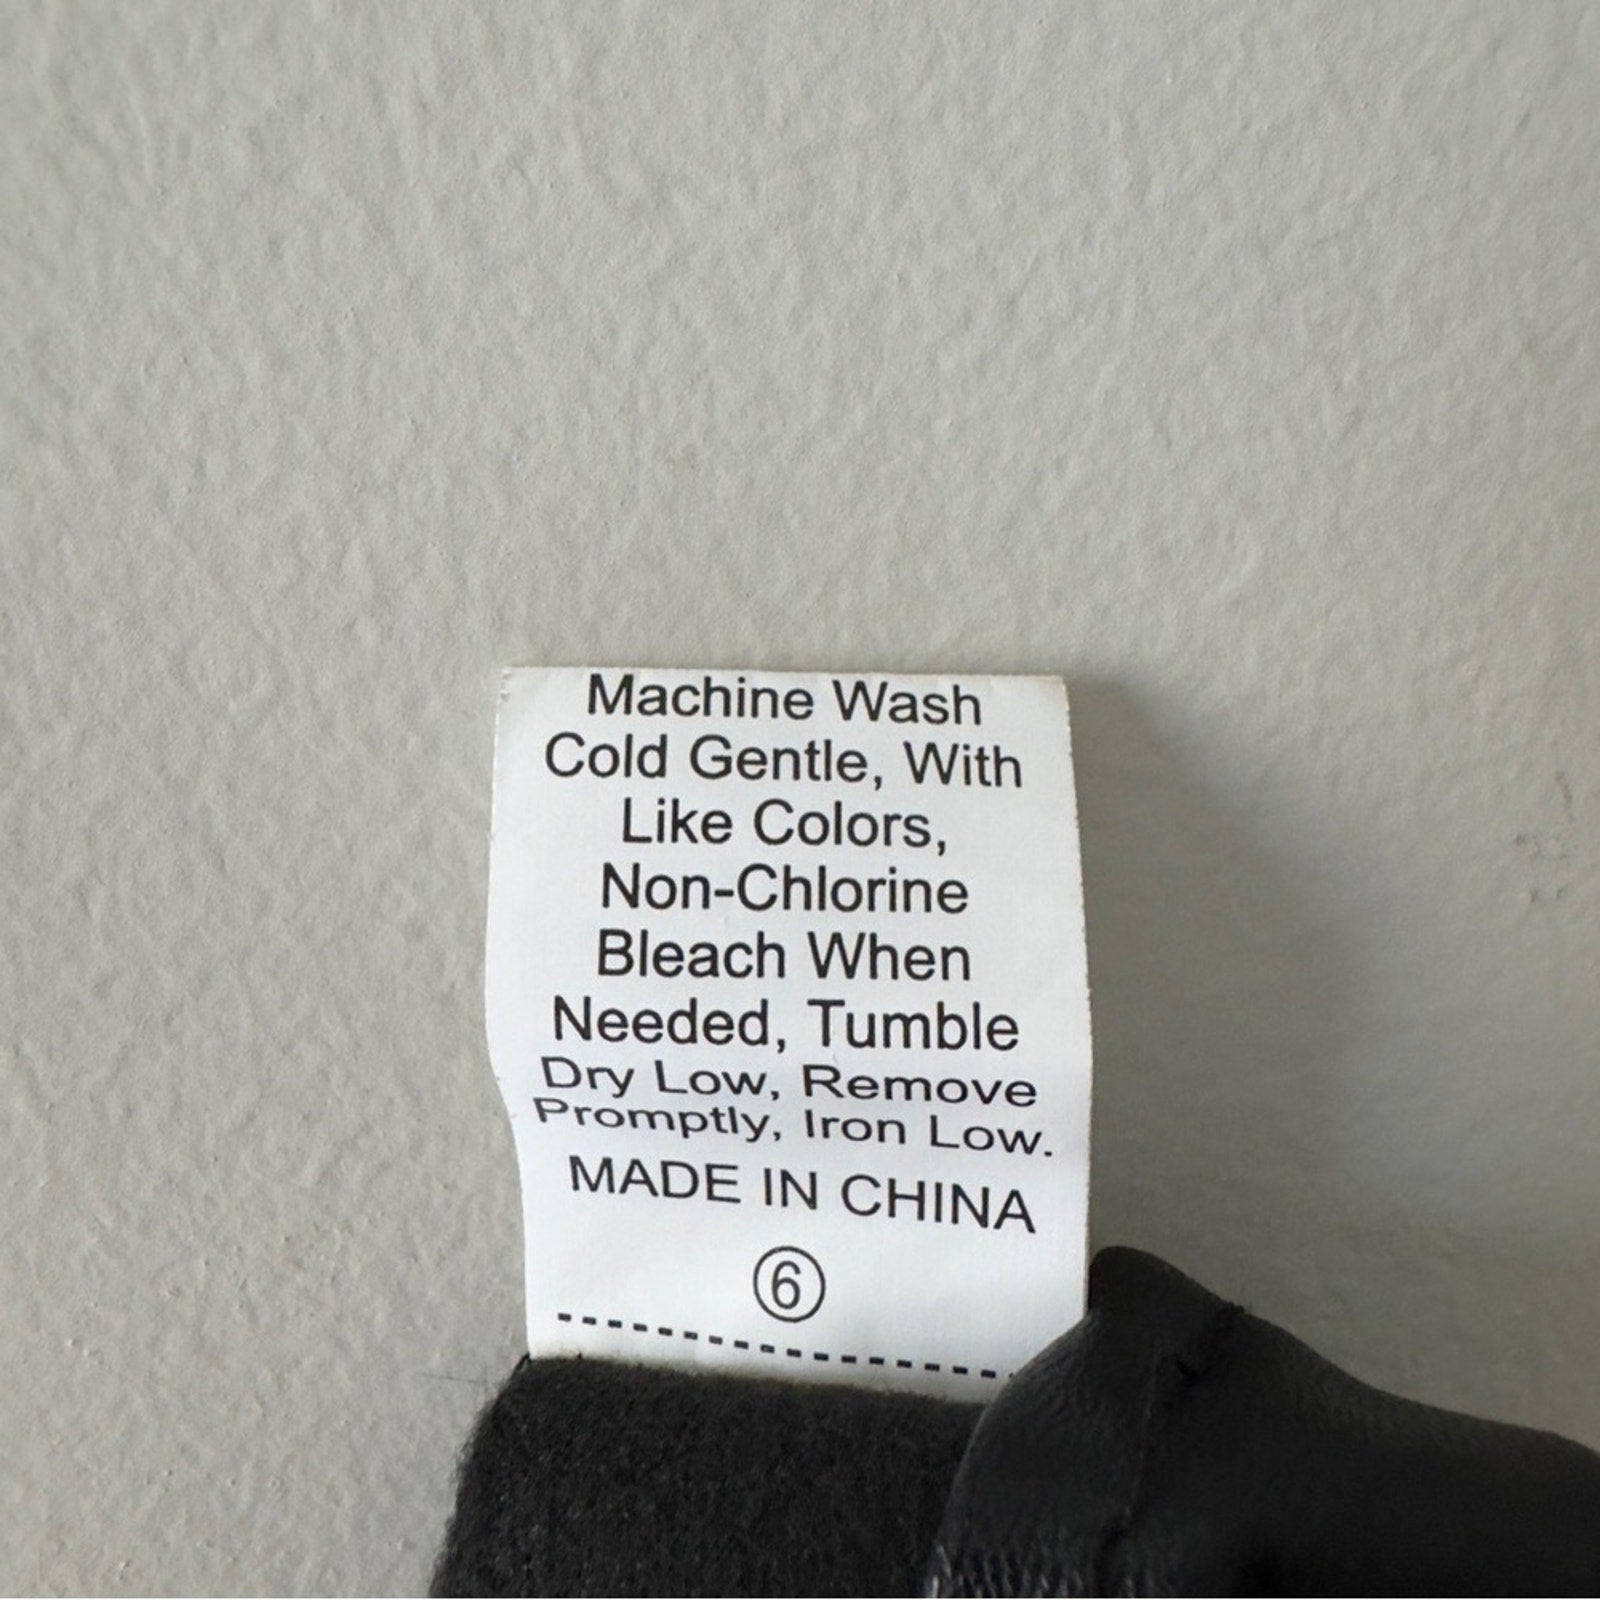 Machine Wash
Cold Gentle, With
Like Colors,
Non-Chlorine
Bleach When
Needed, Tumble
Dry Low, Remove
Promptly, Iron Low.
MADE IN CHINA
⑥